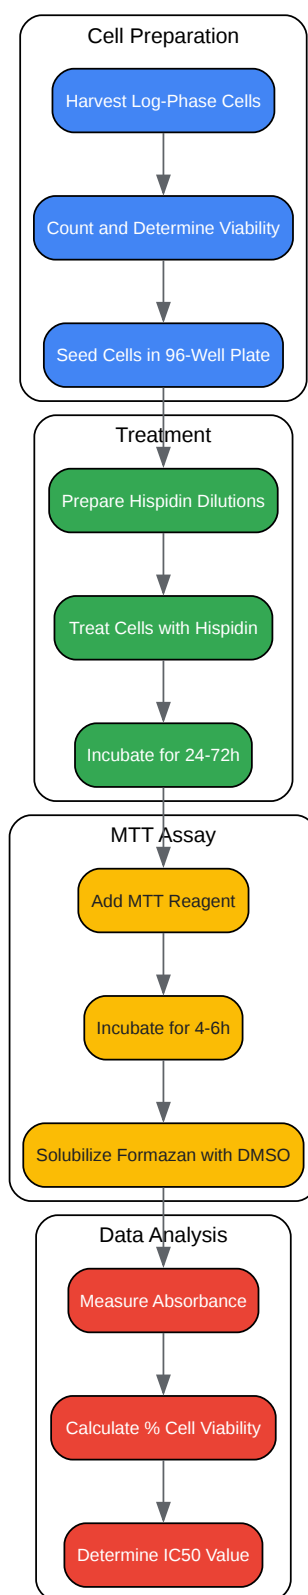 Cell Preparation
Harvest Log-Phase Cells
Count and Determine Viability
Seed Cells in 96-Well Plate
Treatment
Prepare Hispidin Dilutions
Treat Cells with Hispidin
Incubate for 24-72h
MTT Assay
Add MTT Reagent
Incubate for 4-6h
Solubilize Formazan with DMSO
Data Analysis
Measure Absorbance
Calculate % Cell Viability
Determine IC50 Value